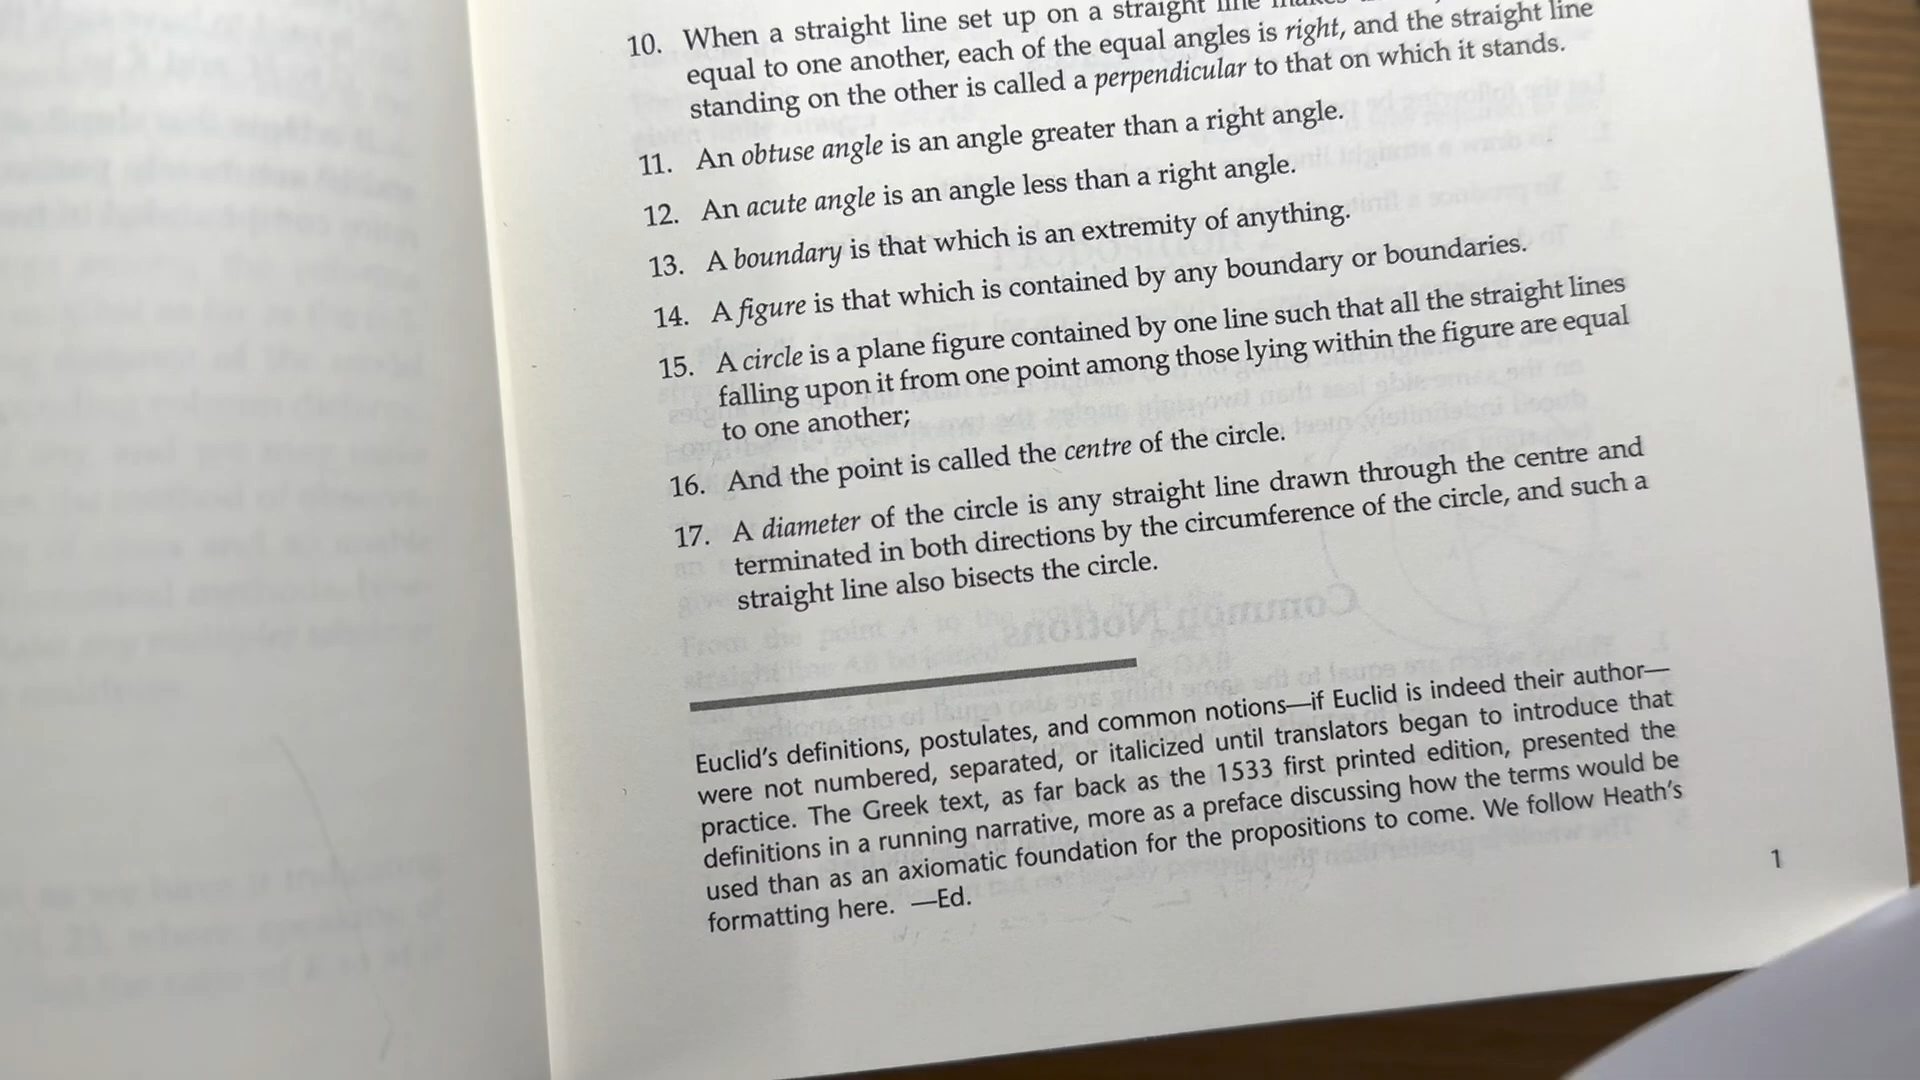 10. When a straight line set up on a straight line makes
equal to one another, each of the equal angles is right, and the straight line
standing on the other is called a perpendicular to that on which it stands.
11. An obtuse angle is an angle greater than a right angle.
12. An acute angle is an angle less than a right angle.
13. A boundary is that which is an extremity of anything.
14. A figure is that which is contained by any boundary or boundaries.
15. A circle is a plane figure contained by one line such that all the straight lines
falling upon it from one point among those lying within the figure are equal
to one another;
16. And the point is called the centre of the circle.
17. A diameter of the circle is any straight line drawn through the centre and
terminated in both directions by the circumference of the circle, and such a
straight line also bisects the circle.
Euclid's definitions, postulates, and common notions—if Euclid is indeed their author—
were not numbered, separated, or italicized until translators began to introduce that
practice. The Greek text, as far back as the 1533 first printed edition, presented the
definitions in a running narrative, more as a preface discussing how the terms would be
used than as an axiomatic foundation for the propositions to come. We follow Heath's
formatting here. —Ed.
1